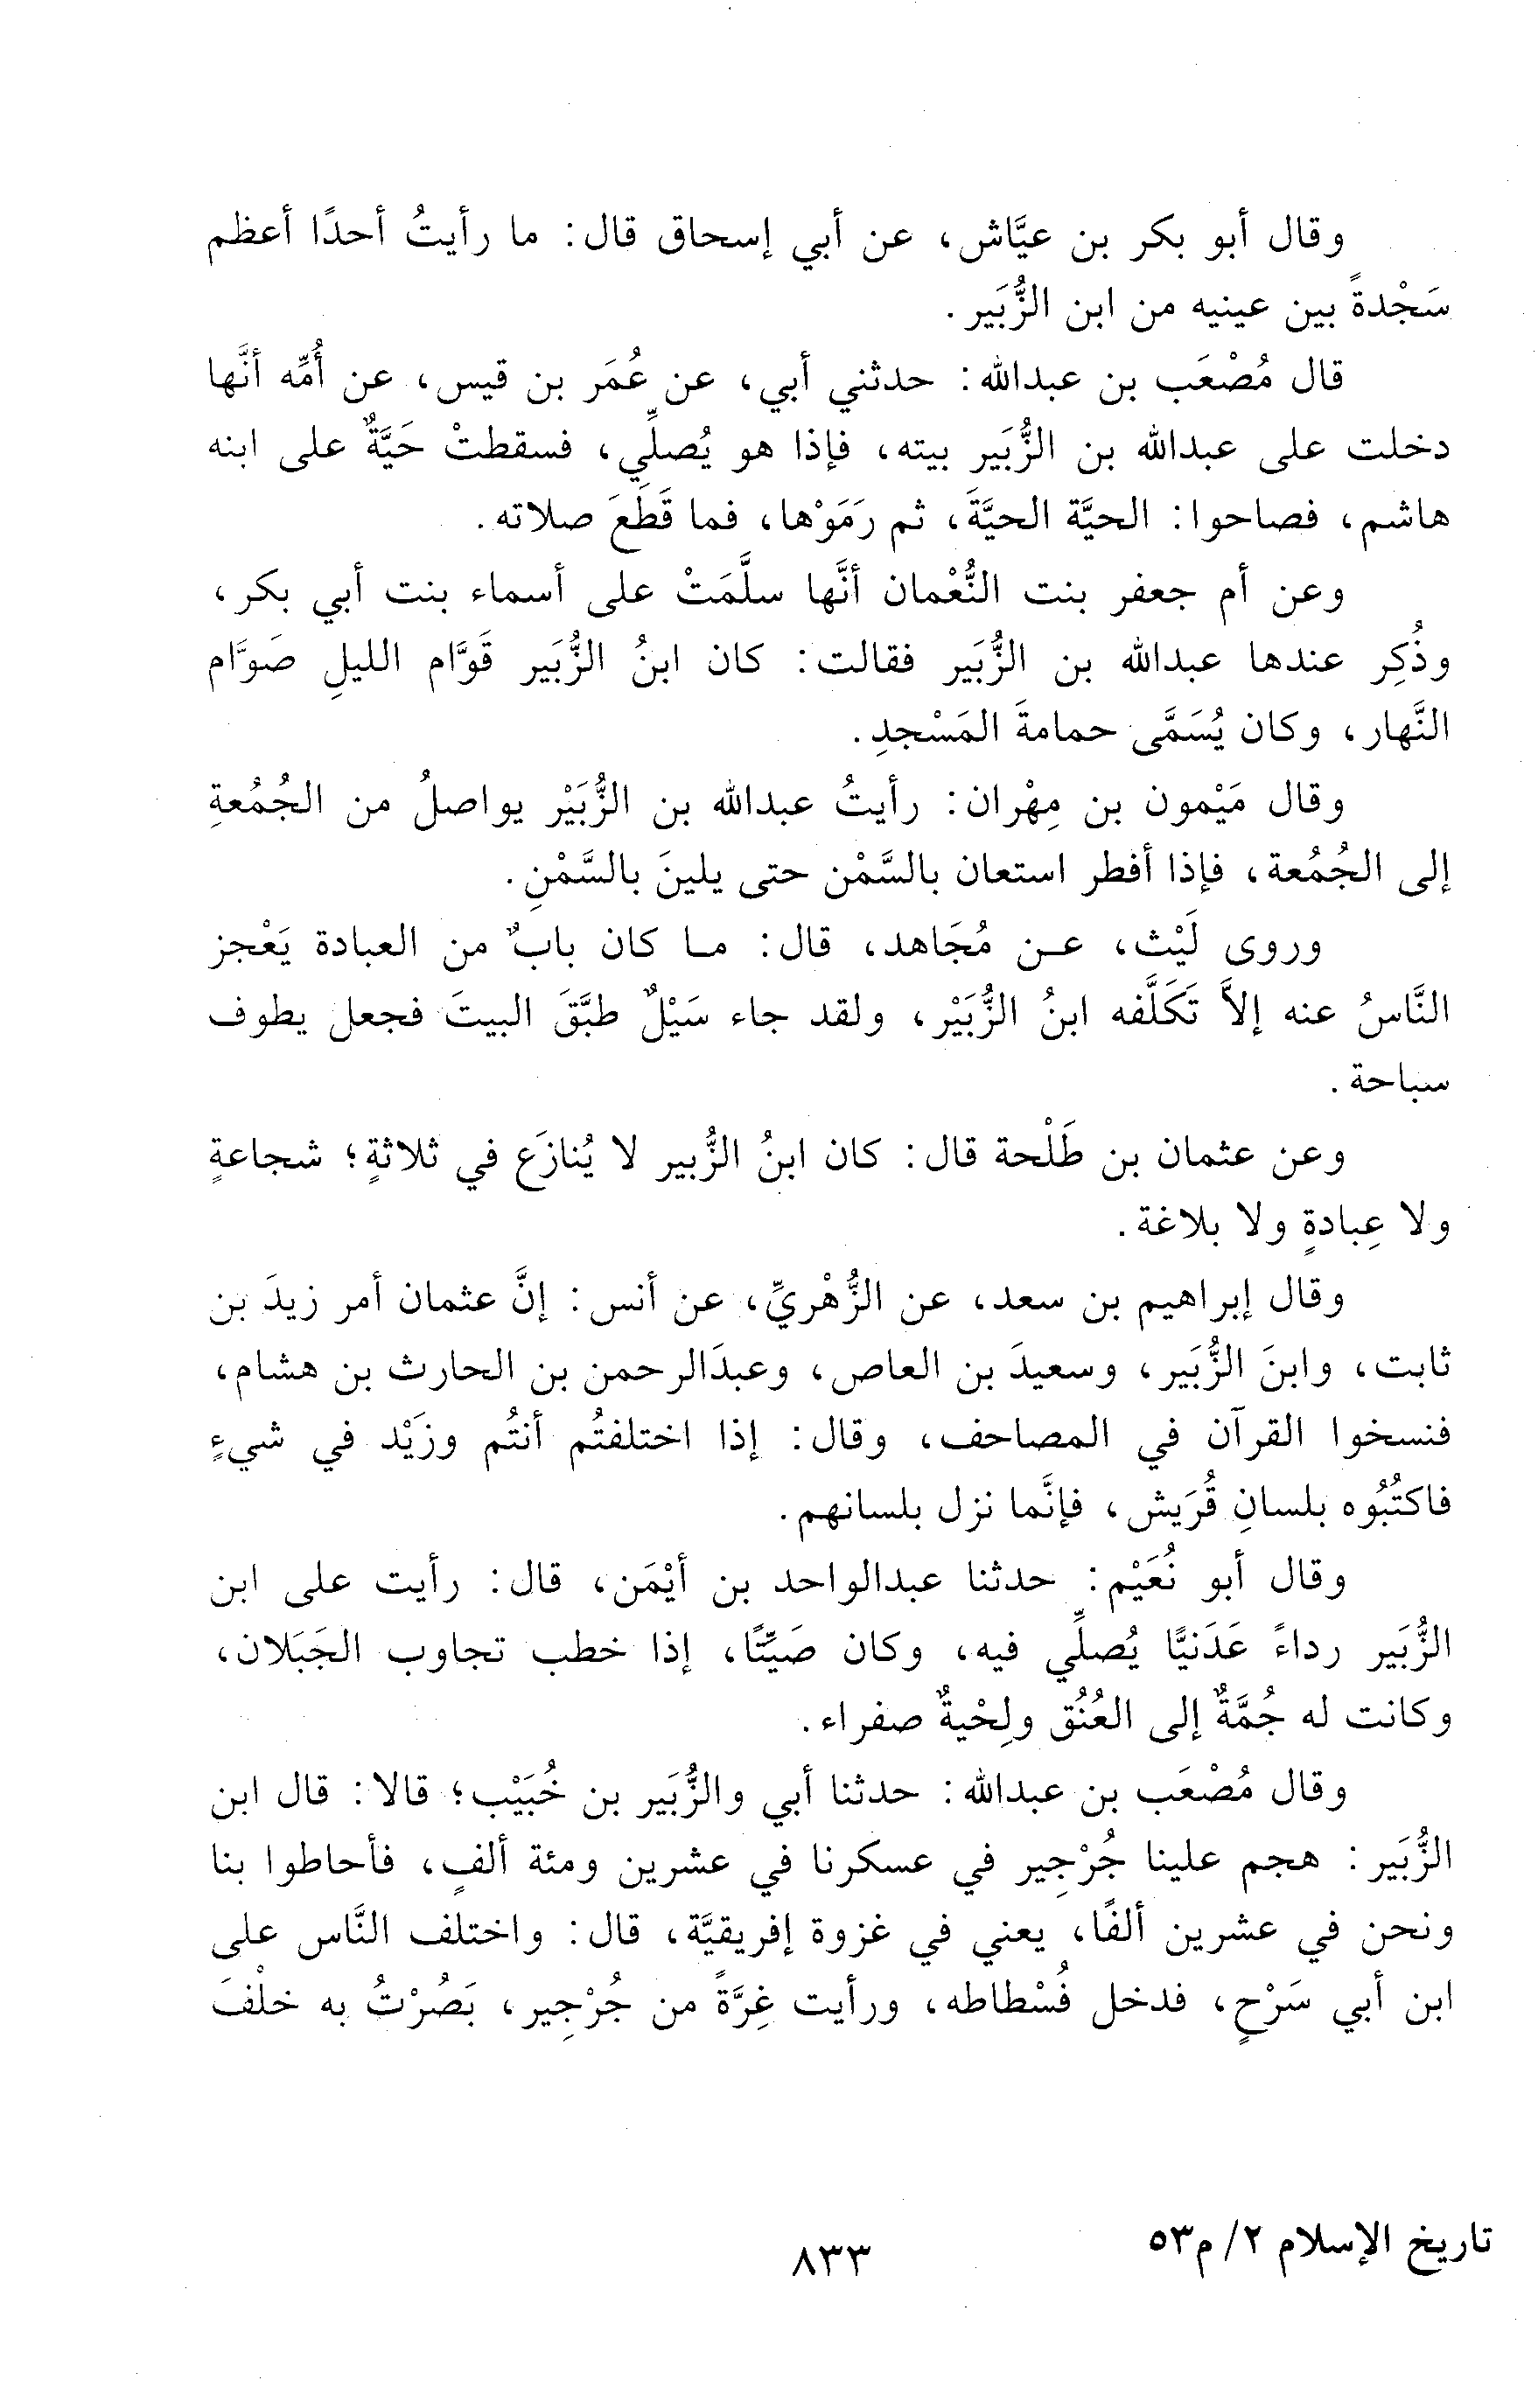 وقال أبو بكر بن عيَّاش، عن أبي إسحاق قال: ما رأيتُ أحدًا أعظم
سَجْدةً بين عينيه من ابن الزُّبَير.
قال مُصْعَب بن عبدالله: حدثني أبي، عن عُمَر بن قيس، عن أُمِّه أنَّها
دخلت على عبدالله بن الزُّبَير بيته، فإذا هو يُصلِّي، فسقطتْ حَيَّةٌ على ابنه
هاشم، فصاحوا: الحيَّة الحيَّةَ، ثم رَمَوْها، فما قَطَعَ صلاته.
وعن أم جعفر بنت النُّعْمان أنَّها سلَّمَتْ على أسماء بنت أبي بكر،
وذُكِر عندها عبدالله بن الزُّبَير فقالت: كان ابنُ الزُّبَير قَوَّام الليلِ صَوَّام
النَّهار، وكان يُسَمَّى حمامةَ المَسْجدِ.
وقال مَيْمون بن مِهْران: رأيتُ عبدالله بن الزُّبَيْر يواصلُ من الجُمُعةِ
إلى الجُمُعة، فإذا أفطر استعان بالسَّمْن حتى يلينَ بالسَّمْنِ.
وروى لَيْث، عن مُجَاهد، قال: ما كان بابٌ من العبادة يَعْجز
النَّاسُ عنه إلاَّ تَكَلَّفه ابنُ الزُّبَيْر، ولقد جاء سَيْلٌ طبَّقَ البيتَ فجعل يطوف
سباحة.
وعن عثمان بن طَلْحة قال: كان ابنُ الزُّبير لا يُنازَع في ثلاثةٍ؛ شجاعةٍ
ولا عِبادةٍ ولا بلاغة.
وقال إبراهيم بن سعد، عن الزُّهْريِّ، عن أنس: إنَّ عثمان أمر زيدَ بن
ثابت، وابنَ الزُّبَير، وسعيدَ بن العاص، وعبدَالرحمن بن الحارث بن هشام،
فنسخوا القرآن في المصاحف، وقال: إذا اختلفتُم أنتُم وزَيْد في شيءٍ
فاكتُبُوه بلسانِ قُرَيش، فإنَّما نزل بلسانهم.
وقال أبو نُعَيْم: حدثنا عبدالواحد بن أيْمَن، قال: رأيت على ابن
الزُّبَير رداءً عَدَنيًّا يُصلِّي فيه، وكان صَيِّتًا، إذا خطب تجاوب الجَبَلان،
وكانت له جُمَّةٌ إلى العُنُق ولِحْيةٌ صفراء.
وقال مُصْعَب بن عبدالله: حدثنا أبي والزُّبَير بن خُبَيْب؛ قالا: قال ابن
الزُّبَير: هجم علينا جُرْجِير في عسكرنا في عشرين ومئة ألفٍ، فأحاطوا بنا
ونحن في عشرين ألفًا، يعني في غزوة إفريقيَّة، قال: واختلف النَّاس على
ابن أبي سَرْحٍ، فدخل فُسْطاطه، ورأيت غِرَّةً من جُرْجِير، بَصُرْتُ به خلْفَ
تاريخ الإسلام ٢/ م٥٣
٨٣٣